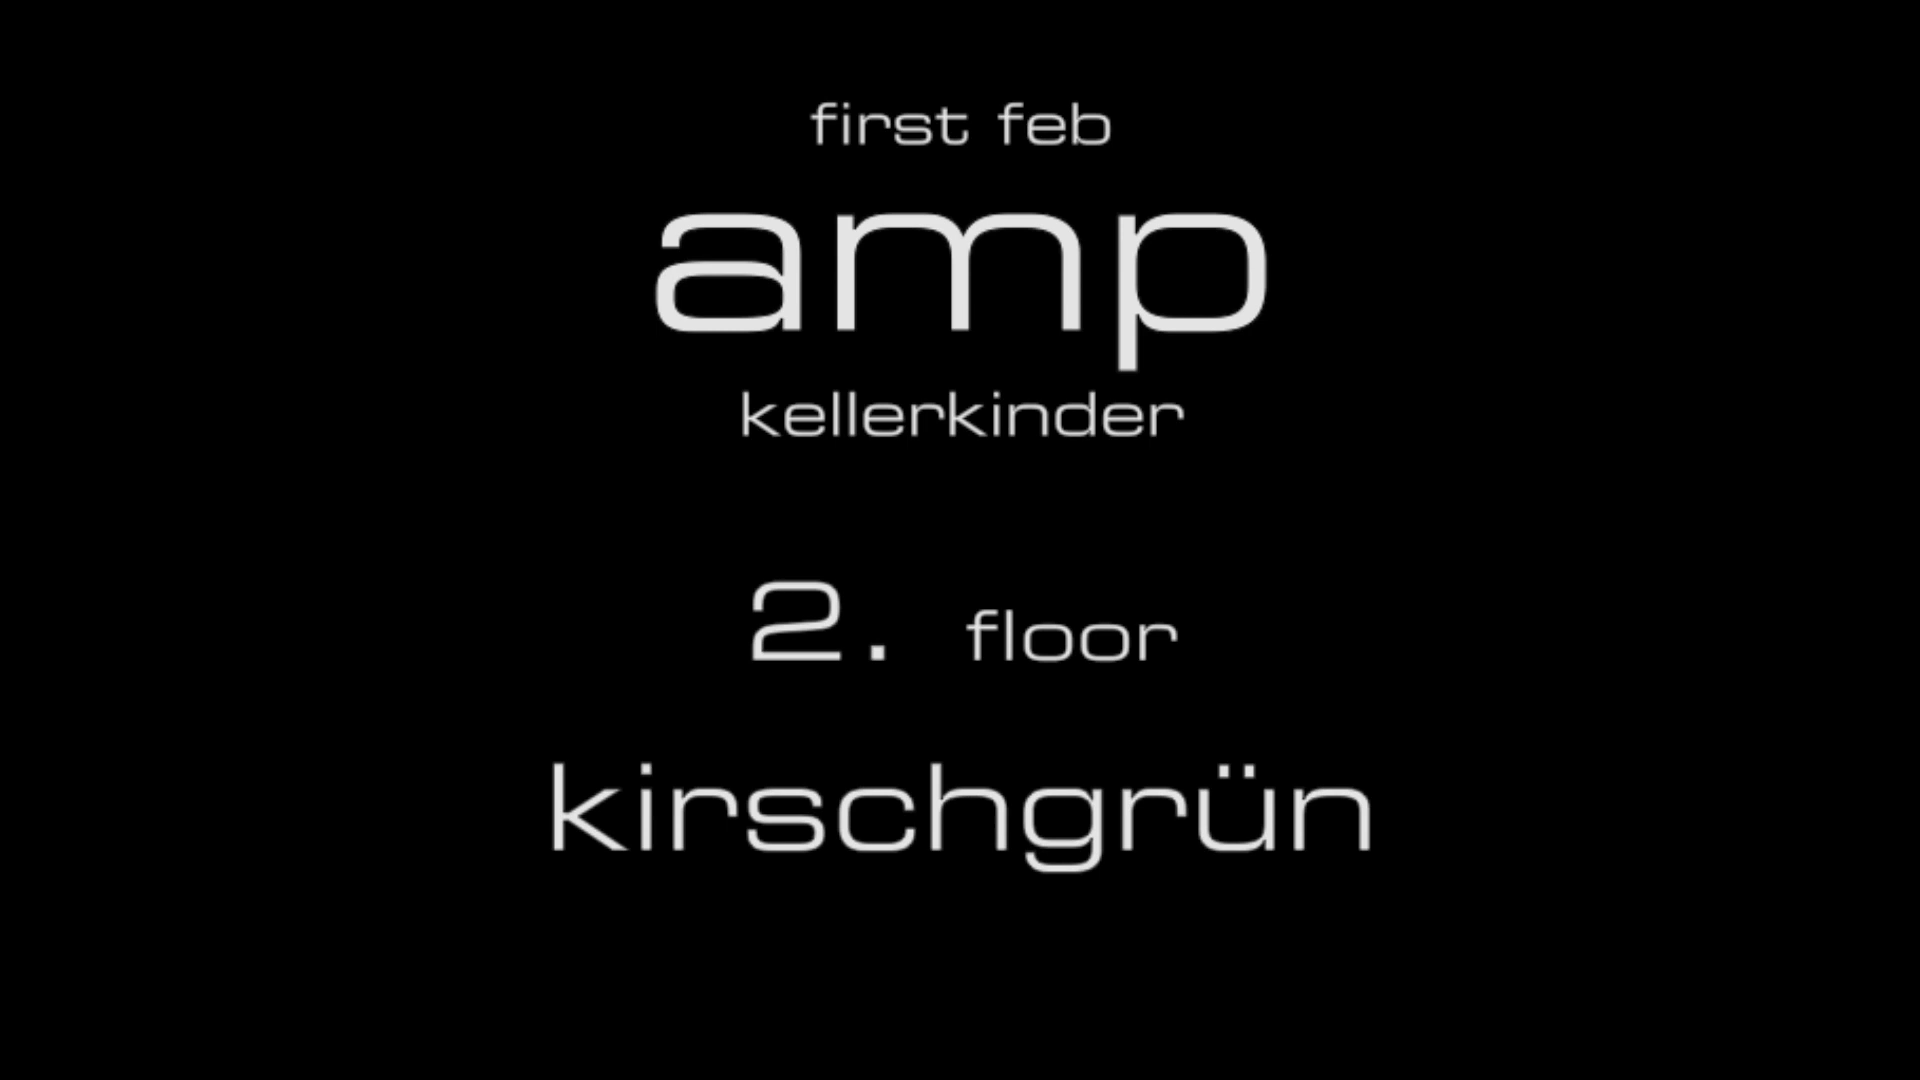 first feb
amp
kellerkinder
2. floor
kirschgrün